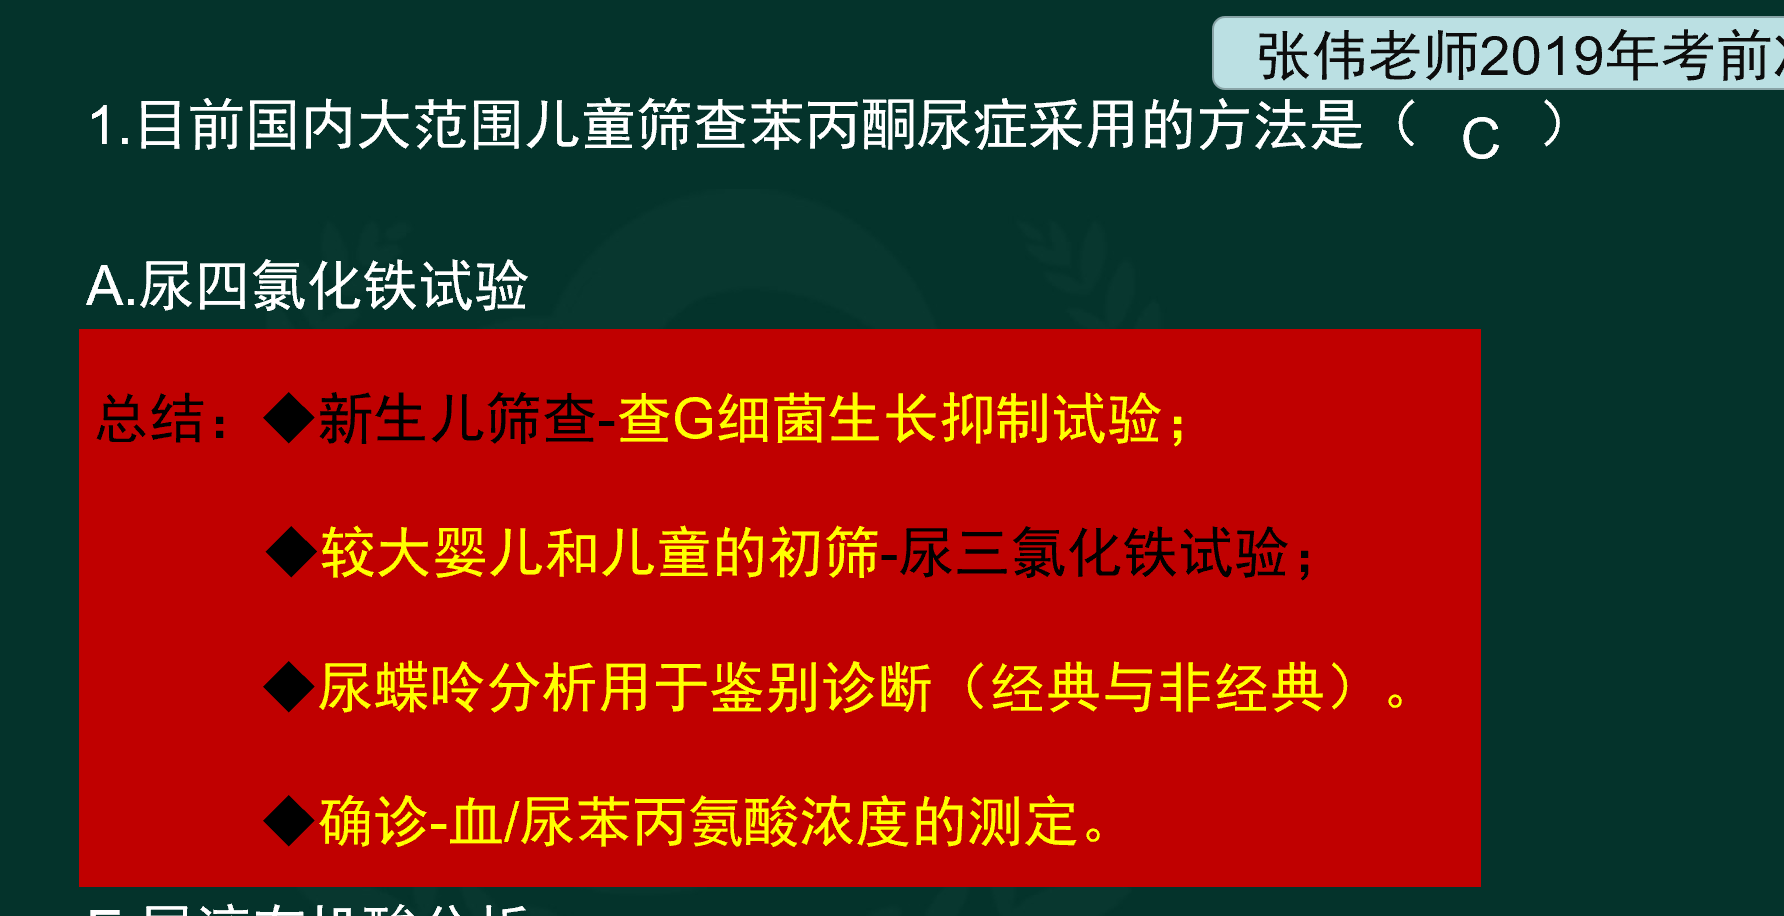 张伟老师2019年考前
1.目前国内大范围儿童筛查苯丙酮尿症采用的方法是（ C ）
A.尿四氯化铁试验
总结：◆新生儿筛查-查G细菌生长抑制试验；
◆较大婴儿和儿童的初筛-尿三氯化铁试验；
◆尿蝶呤分析用于鉴别诊断（经典与非经典）。
◆确诊-血/尿苯丙氨酸浓度的测定。